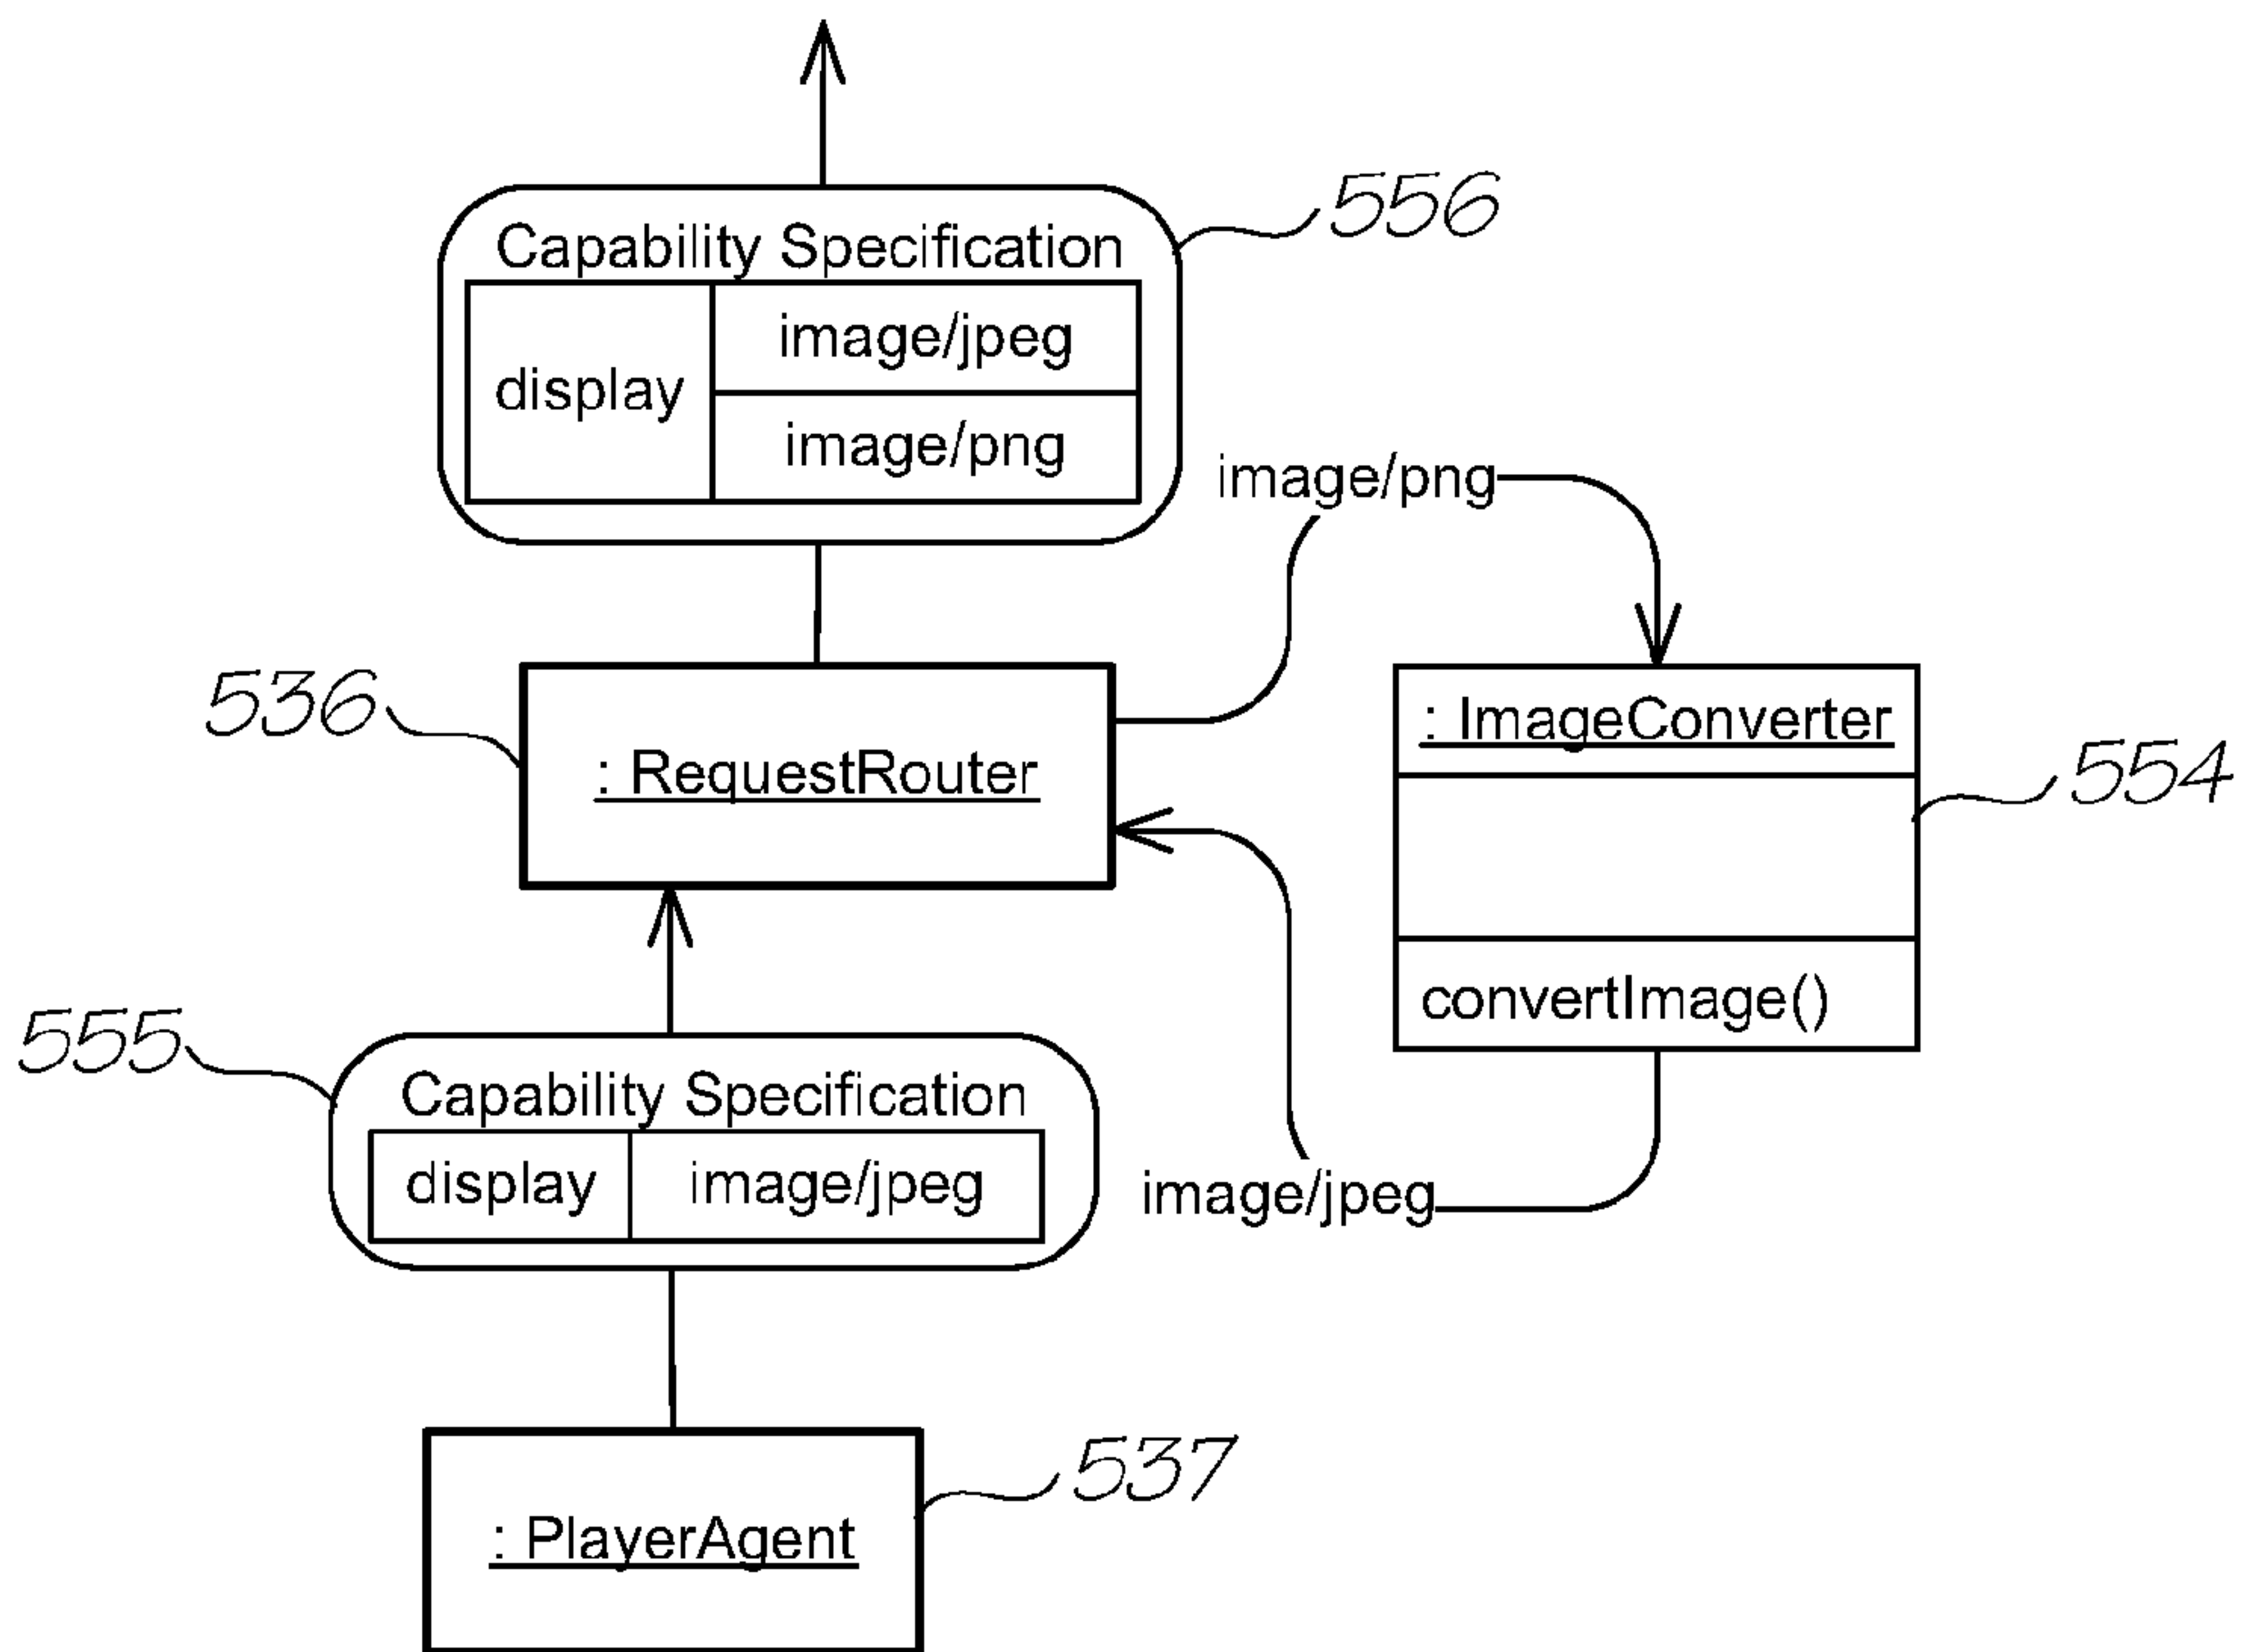 556
Capability Specification
image/jpeg
display
image/png
image/png
536
: RequestRouter
: ImageConverter
554
convertImage()
555
Capability Specification
display image/jpeg
image/jpeg
537
: PlayerAgent